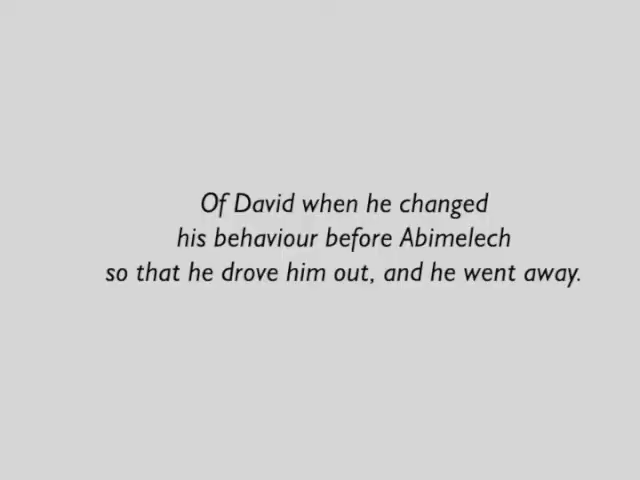 Of David when he changed
his behaviour before Abimelech
so that he drove him out, and he went away.